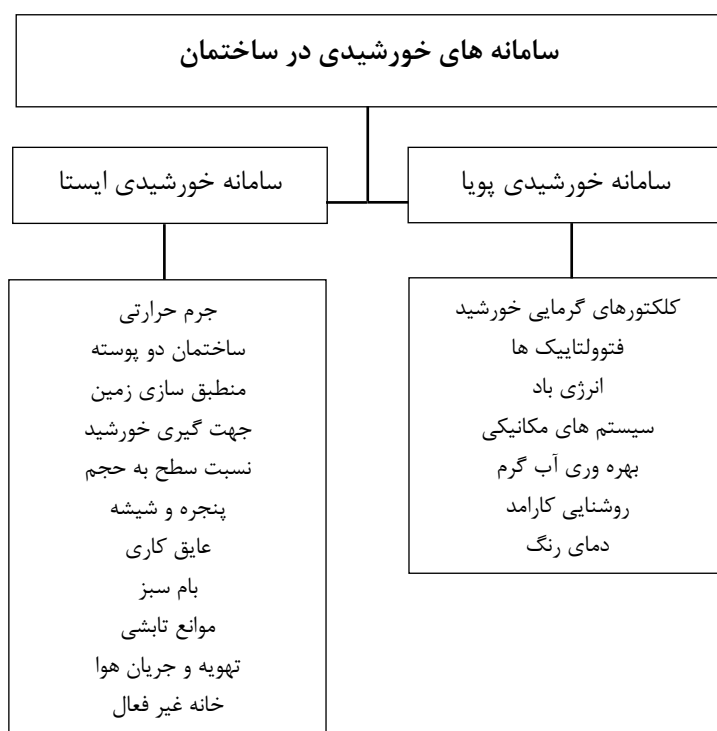 سامانه های خورشیدی در ساختمان
سامانه خورشیدی پویا
کلکتورهای گرمایی خورشید
فتوولتاییک ها
انرژی باد
سیستم های مکانیکی
بهره وری آب گرم
روشنایی کارامد
دمای رنگ
سامانه خورشیدی ایستا
جرم حرارتی
ساختمان دو پوسته
منطبق سازی زمین
جهت گیری خورشید
نسبت سطح به حجم
پنجره و شیشه
عایق کاری
بام سبز
موانع تابشی
تهویه و جریان هوا
خانه غیر فعال